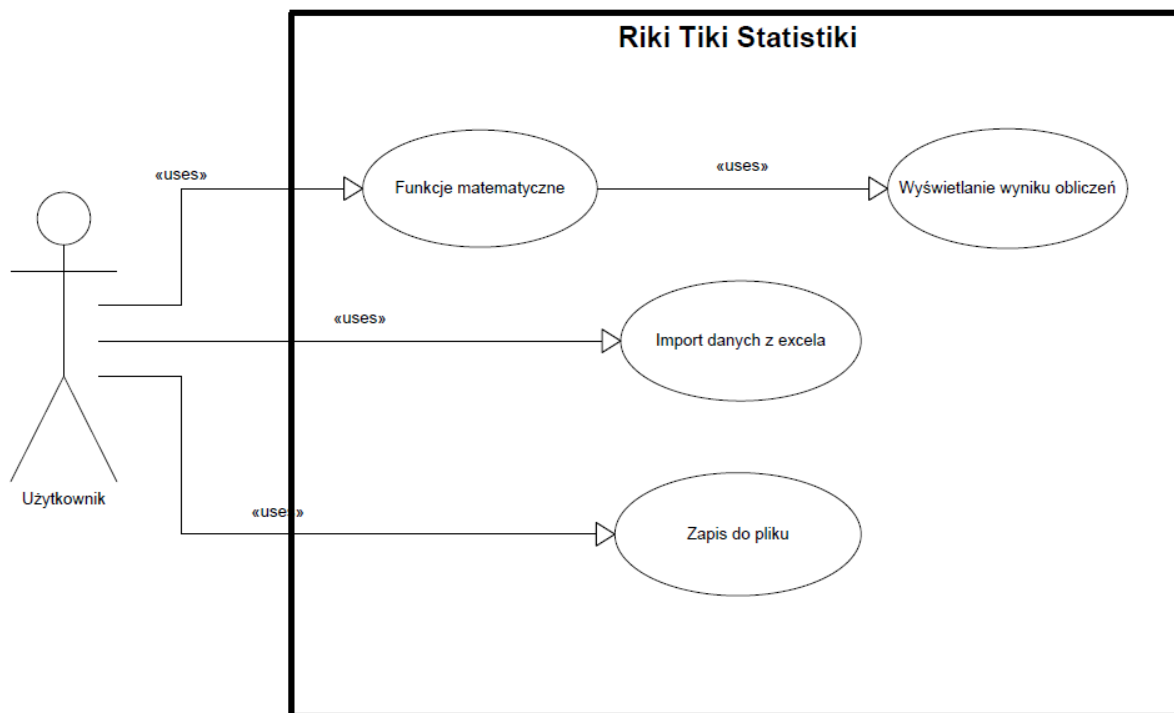 Riki Tiki Statistiki
«uses»
Funkcje matematyczne
«uses»
Wyświetlanie wyniku obliczeń
«uses»
Import danych z excela
Użytkownik
«uses»
Zapis do pliku